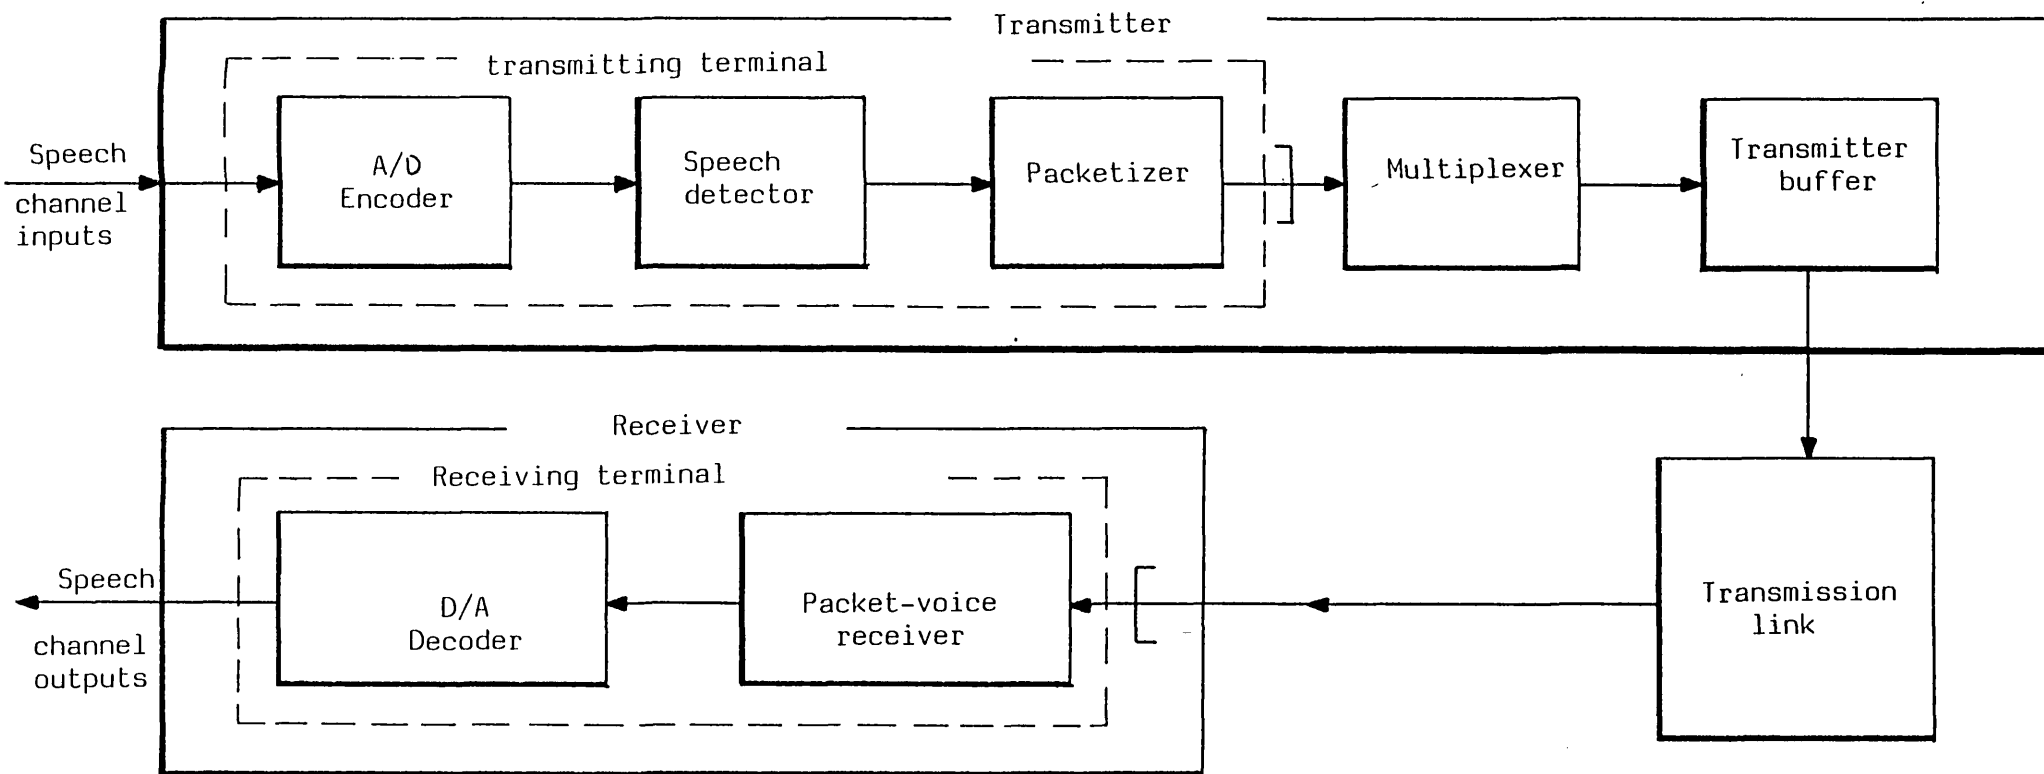 Transmitter
transmitting terminal
Speech
channel
inputs
A/D
Encoder
Speech
detector
Packetizer
Multiplexer
Transmitter
buffer
Receiver
Receiving terminal
Speech
channel
outputs
D/A
Decoder
Packet-voice
receiver
Transmission
link